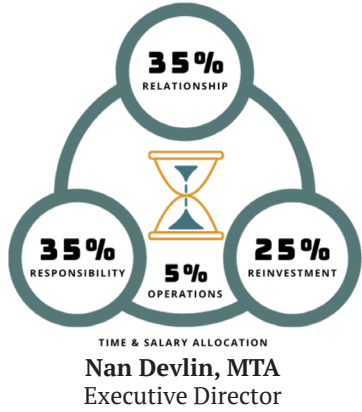 35%
RELATIONSHIP
35%
RESPONSIBILITY
5%
OPERATIONS
25%
REINVESTMENT
TIME & SALARY ALLOCATION
Nan Devlin, MTA
Executive Director